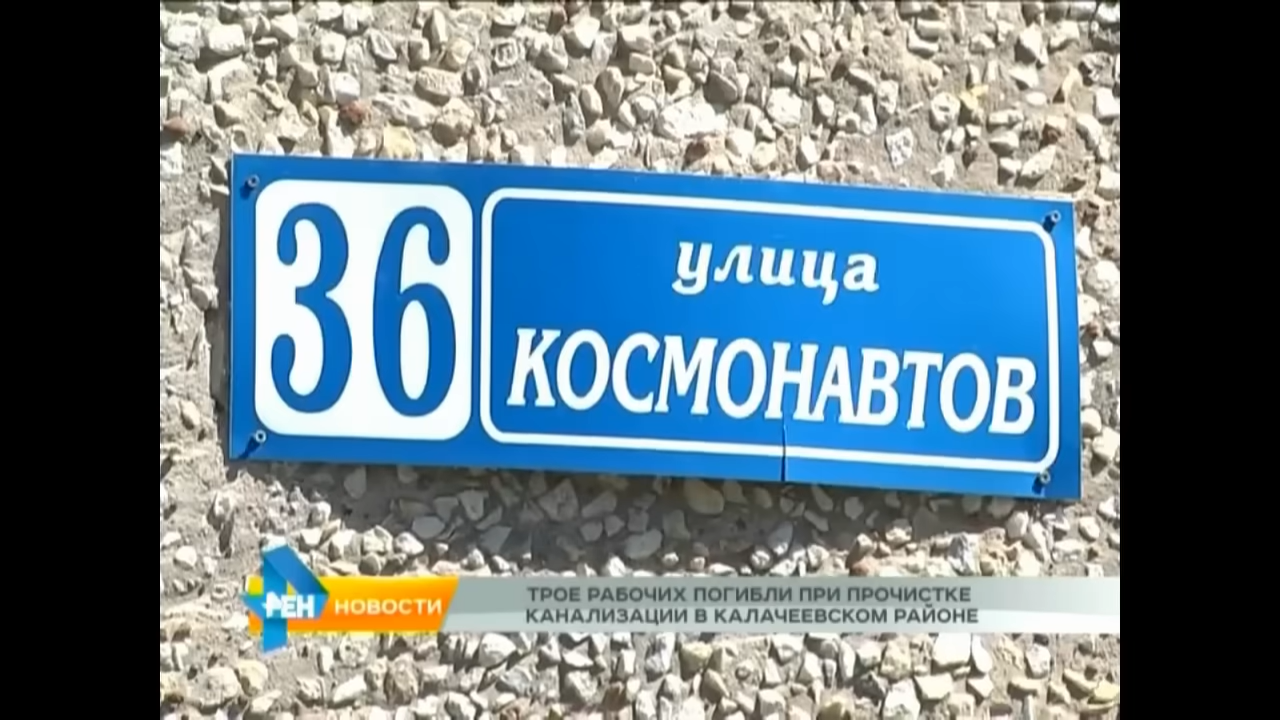 36
улица
КОСМОНАВТОВ
РЕН НОВОСТИ
ТРОЕ РАБОЧИХ ПОГИБЛИ ПРИ ПРОЧИСТКЕ
КАНАЛИЗАЦИИ В КАЛАЧЕЕВСКОМ РАЙОНЕ